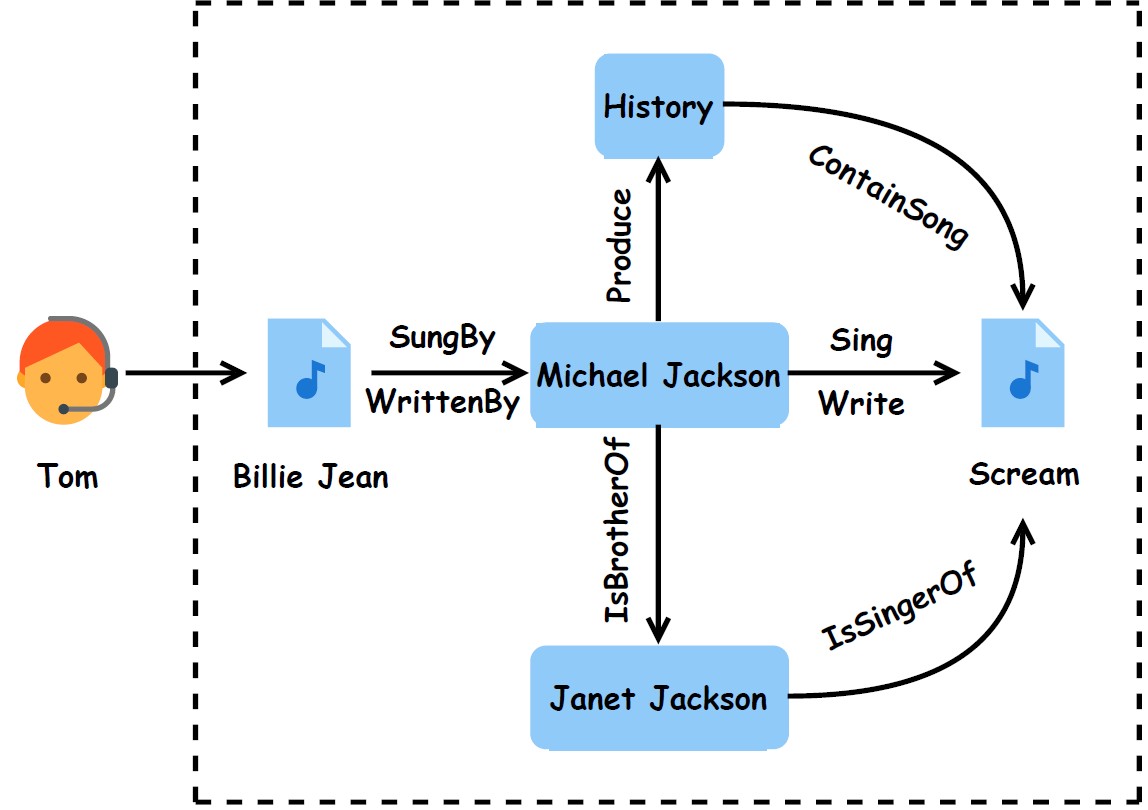 History
ContainSong
Produce
SungBy
WrittenBy
Michael Jackson
Sing
Write
Tom
Billie Jean
Scream
IsBrotherOf
IsSingerOf
Janet Jackson